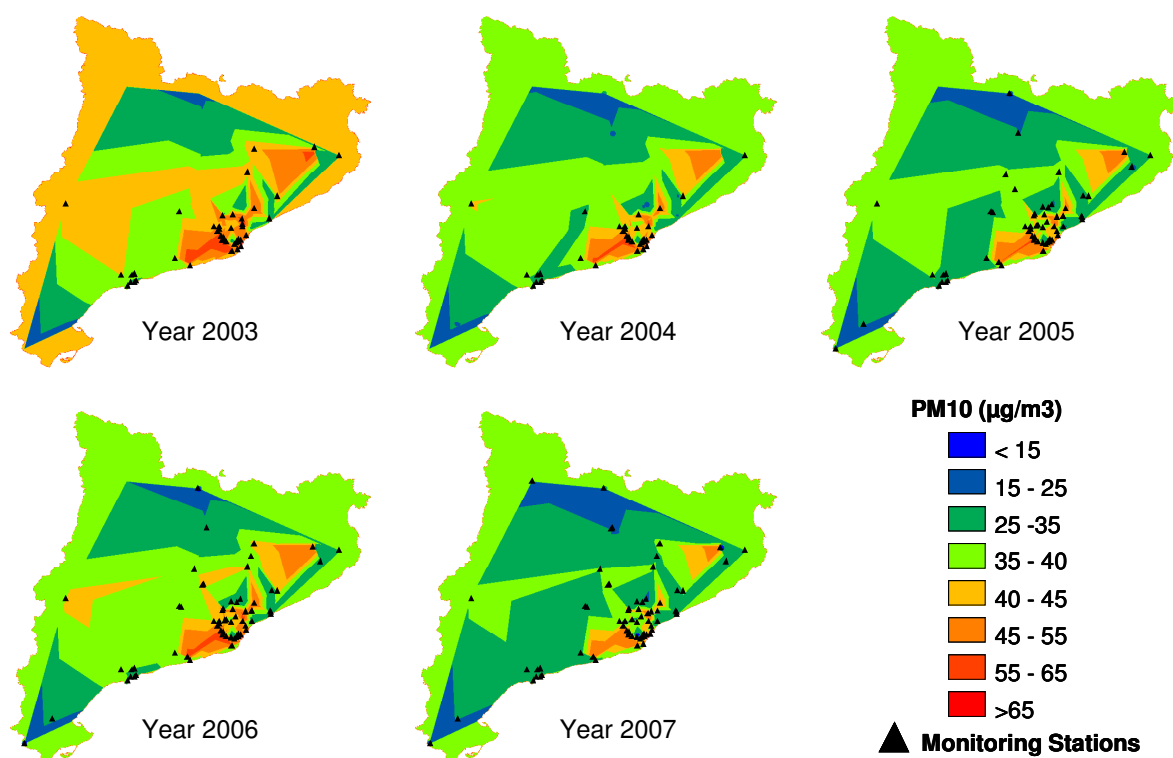 Year 2003
Year 2004
Year 2005
Year 2006
Year 2007
PM10 (µg/m3)
< 15
15 - 25
25 -35
35 - 40
40 - 45
45 - 55
55 - 65
>65
Monitoring Stations